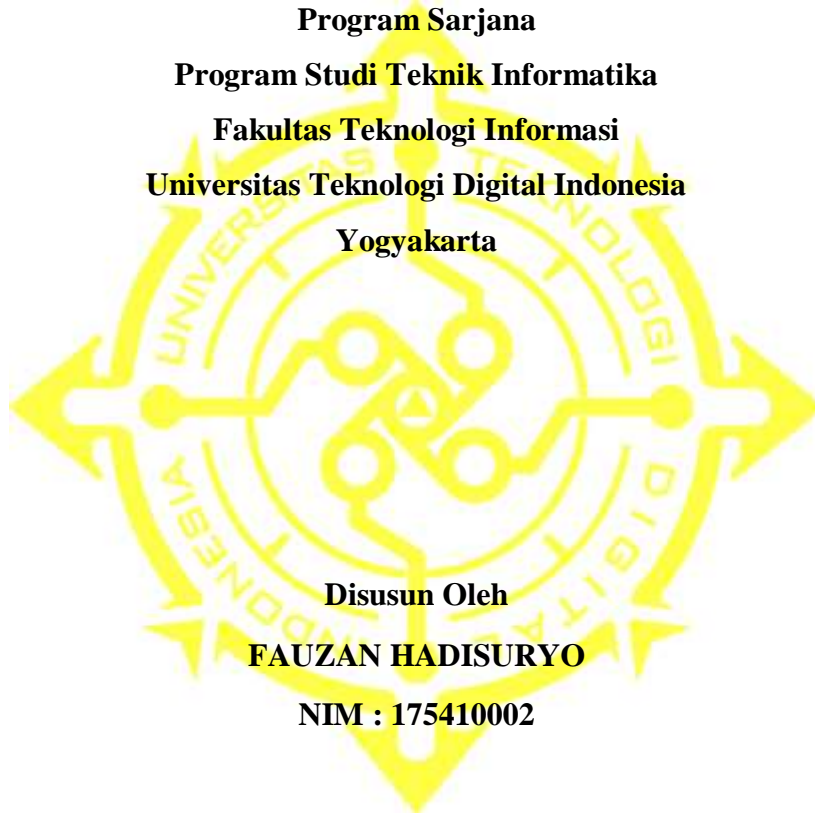 Program Sarjana
Program Studi Teknik Informatika
Fakultas Teknologi Informasi
Universitas Teknologi Digital Indonesia
Yogyakarta
UNIVERSITAS TEKNOLOGI DIGITAL INDONESIA
Disusun Oleh
FAUZAN HADISURYO
NIM : 175410002